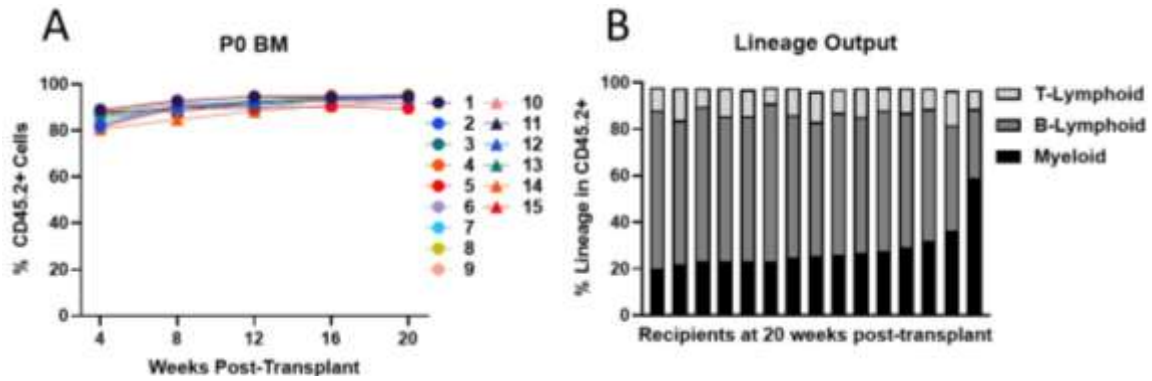 A
P0 BM
% CD45.2+ Cells
100
80
60
40
20
0
4 8 12 16 20
Weeks Post-Transplant
1 10
2 11
3 12
4 13
5 14
6 15
7
8
9
B
Lineage Output
% Lineage in CD45.2+
100
80
60
40
20
0
Recipients at 20 weeks post-transplant
T-Lymphoid
B-Lymphoid
Myeloid